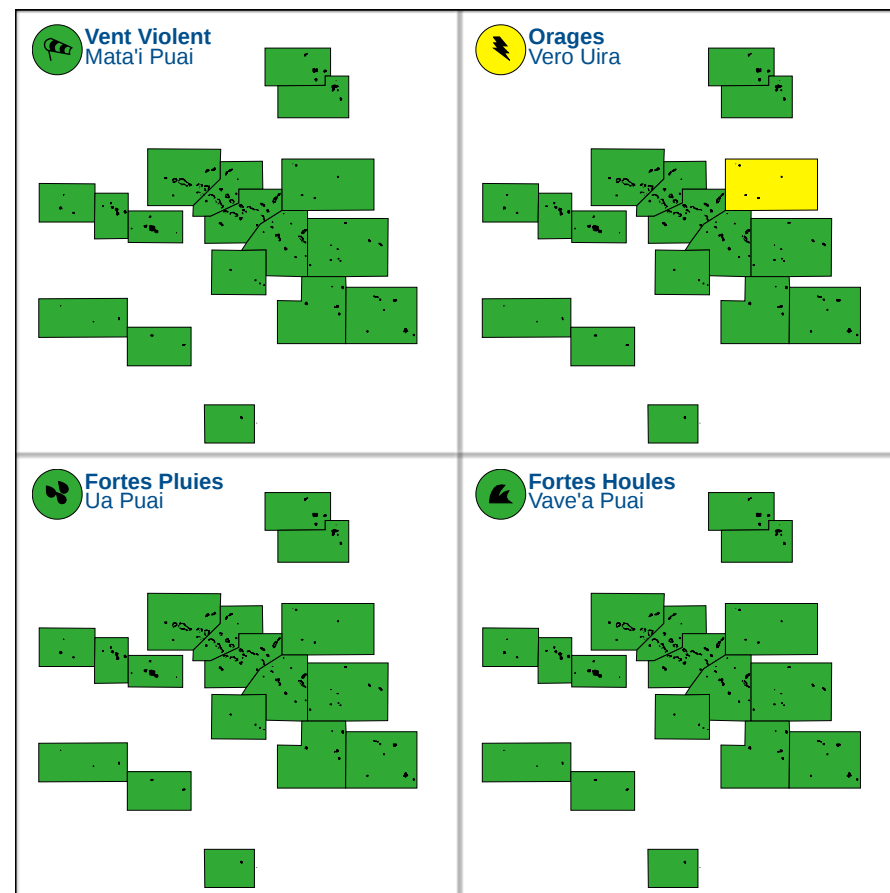 Vent Violent
Mata'i Puai
Orages
Vero Uira
Fortes Pluies
Ua Puai
Fortes Houles
Vave'a Puai